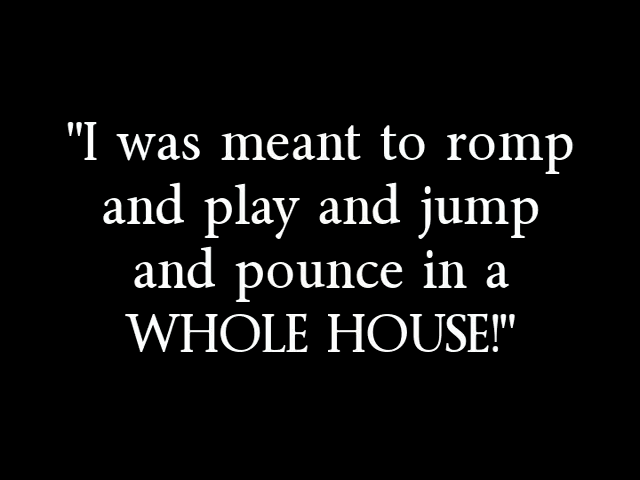 "I was meant to romp
and play and jump
and pounce in a
WHOLE HOUSE!"